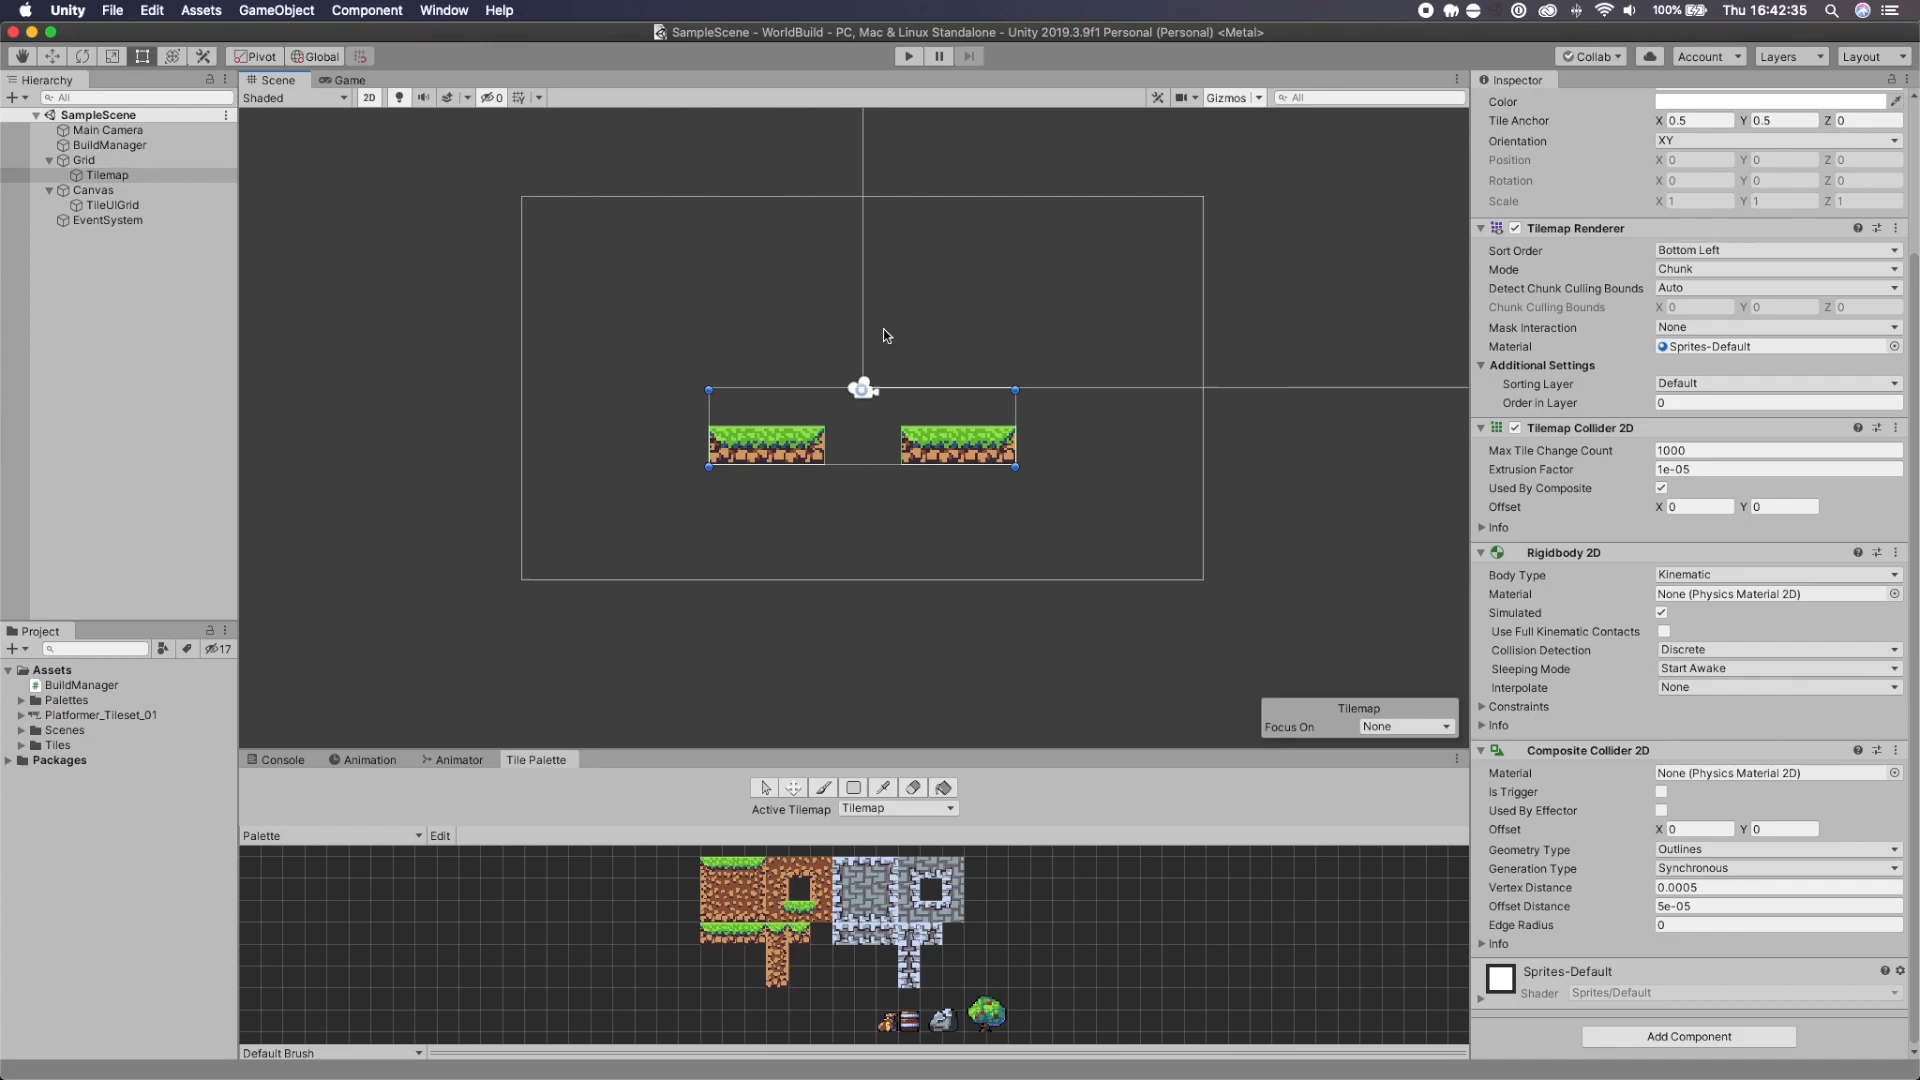 Unity File Edit Assets GameObject Component Window Help 100% Thu 16:42:35
SampleScene - WorldBuild - PC, Mac & Linux Standalone - Unity 2019.3.9f1 Personal (Personal) <Metal>
Pivot Global Collab Account Layers Layout
Hierarchy
All
SampleScene
Main Camera
BuildManager
Grid
Tilemap
Canvas
TileUIGrid
EventSystem
Project
17
Assets
BuildManager
Palettes
Platformer_Tileset_01
Scenes
Tiles
Packages
Scene Game
Shaded 2D 0 Gizmos All
Tilemap
Focus On None
Console Animation Animator Tile Palette
Active Tilemap Tilemap
Palette Edit
Default Brush
Inspector
Color
Tile Anchor X 0.5 Y 0.5 Z 0
Orientation XY
Position X 0 Y 0 Z 0
Rotation X 0 Y 0 Z 0
Scale X 1 Y 1 Z 1
Tilemap Renderer
Sort Order Bottom Left
Mode Chunk
Detect Chunk Culling Bounds Auto
Chunk Culling Bounds X 0 Y 0 Z 0
Mask Interaction None
Material Sprites-Default
Additional Settings
Sorting Layer Default
Order in Layer 0
Tilemap Collider 2D
Max Tile Change Count 1000
Extrusion Factor 1e-05
Used By Composite
Offset X 0 Y 0
Info
Rigidbody 2D
Body Type Kinematic
Material None (Physics Material 2D)
Simulated
Use Full Kinematic Contacts
Collision Detection Discrete
Sleeping Mode Start Awake
Interpolate None
Constraints
Info
Composite Collider 2D
Material None (Physics Material 2D)
Is Trigger
Used By Effector
Offset X 0 Y 0
Geometry Type Outlines
Generation Type Synchronous
Vertex Distance 0.0005
Offset Distance 5e-05
Edge Radius 0
Info
Sprites-Default
Shader Sprites/Default
Add Component